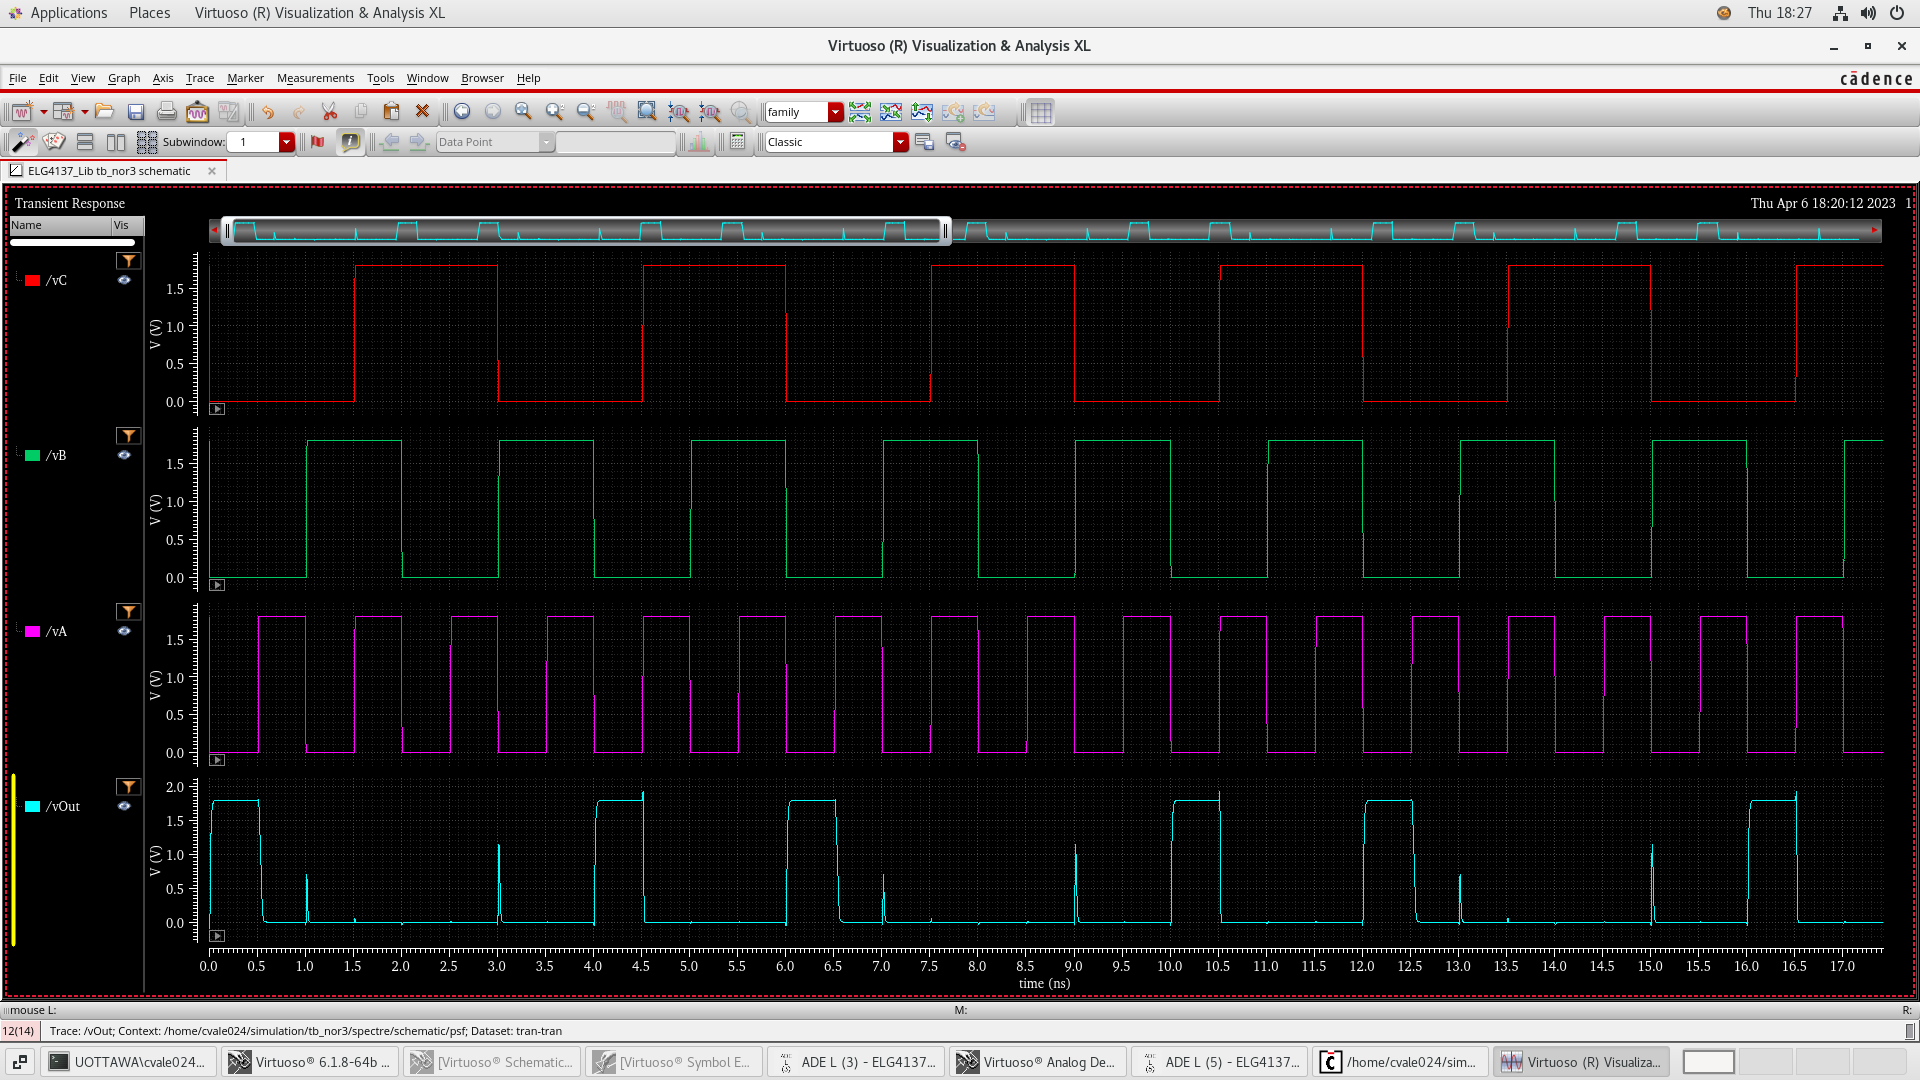 Applications Places Virtuoso (R) Visualization & Analysis XL Thu 18:27
Virtuoso (R) Visualization & Analysis XL
File Edit View Graph Axis Trace Marker Measurements Tools Window Browser Help cādence
family
Subwindow: 1 Data Point Classic
ELG4137_Lib tb_nor3 schematic
Transient Response Thu Apr 6 18:20:12 2023 1
Name Vis
/vC
V (V)
1.5
1.0
0.5
0.0
/vB
V (V)
1.5
1.0
0.5
0.0
/vA
V (V)
1.5
1.0
0.5
0.0
/vOut
V (V)
2.0
1.5
1.0
0.5
0.0
0.0 0.5 1.0 1.5 2.0 2.5 3.0 3.5 4.0 4.5 5.0 5.5 6.0 6.5 7.0 7.5 8.0 8.5 9.0 9.5 10.0 10.5 11.0 11.5 12.0 12.5 13.0 13.5 14.0 14.5 15.0 15.5 16.0 16.5 17.0
time (ns)
mouse L: M: R:
12(14) Trace: /vOut; Context: /home/cvale024/simulation/tb_nor3/spectre/schematic/psf; Dataset: tran-tran
UOTTAWA\cvale024... Virtuoso® 6.1.8-64b ... [Virtuoso® Schematic... [Virtuoso® Symbol E... ADE L (3) - ELG4137... Virtuoso® Analog De... ADE L (5) - ELG4137... /home/cvale024/sim... Virtuoso (R) Visualiza...